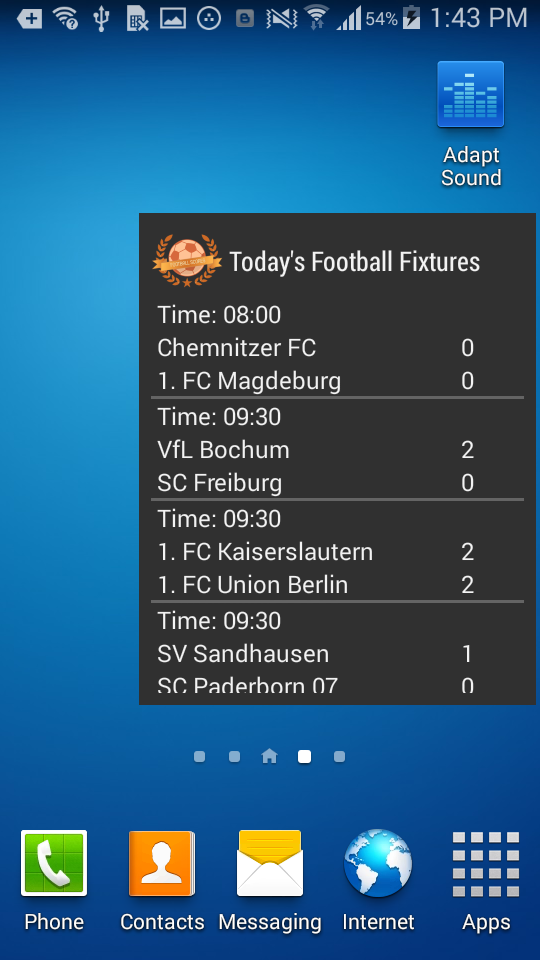 54% 1:43 PM
Adapt
Sound
Today's Football Fixtures
Time: 08:00
Chemnitzer FC 0
1. FC Magdeburg 0
Time: 09:30
VfL Bochum 2
SC Freiburg 0
Time: 09:30
1. FC Kaiserslautern 2
1. FC Union Berlin 2
Time: 09:30
SV Sandhausen 1
SC Paderborn 07 0
Phone Contacts Messaging Internet Apps